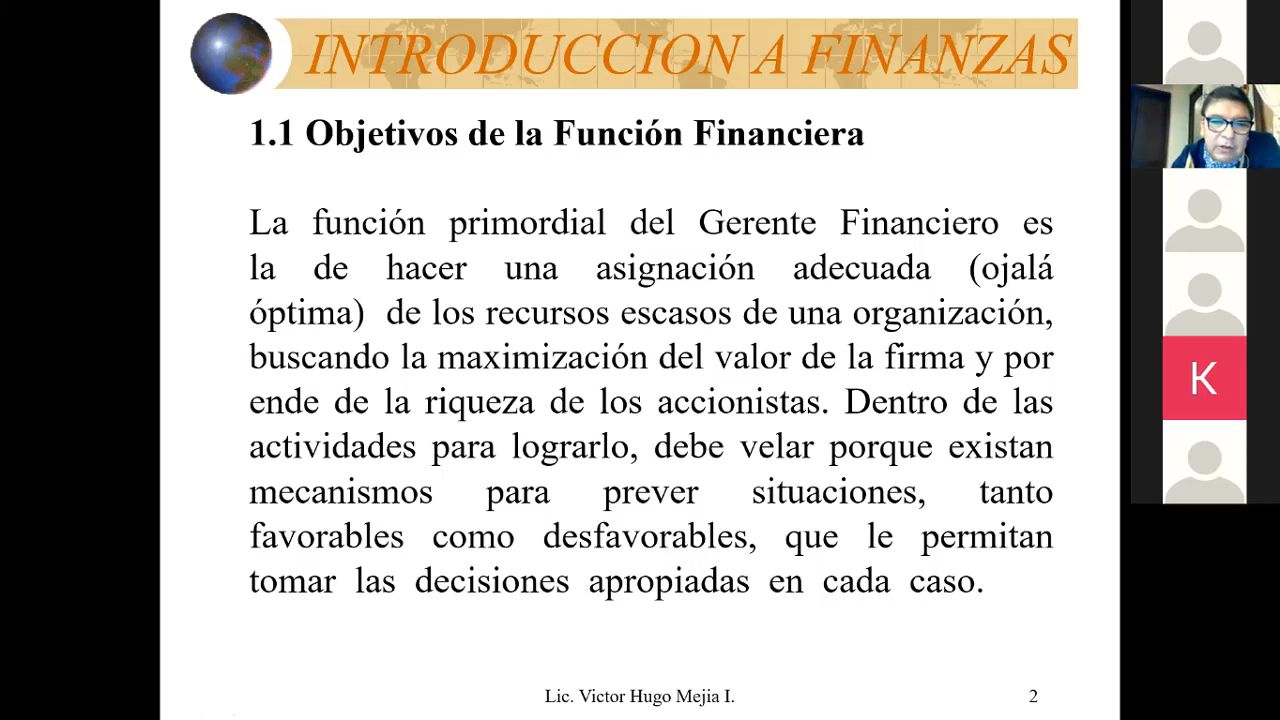 INTRODUCCION A FINANZAS
1.1 Objetivos de la Función Financiera
La función primordial del Gerente Financiero es
la de hacer una asignación adecuada (ojalá
óptima) de los recursos escasos de una organización,
buscando la maximización del valor de la firma y por
ende de la riqueza de los accionistas. Dentro de las
actividades para lograrlo, debe velar porque existan
mecanismos para prever situaciones, tanto
favorables como desfavorables, que le permitan
tomar las decisiones apropiadas en cada caso.
K
Lic. Victor Hugo Mejia I.
2